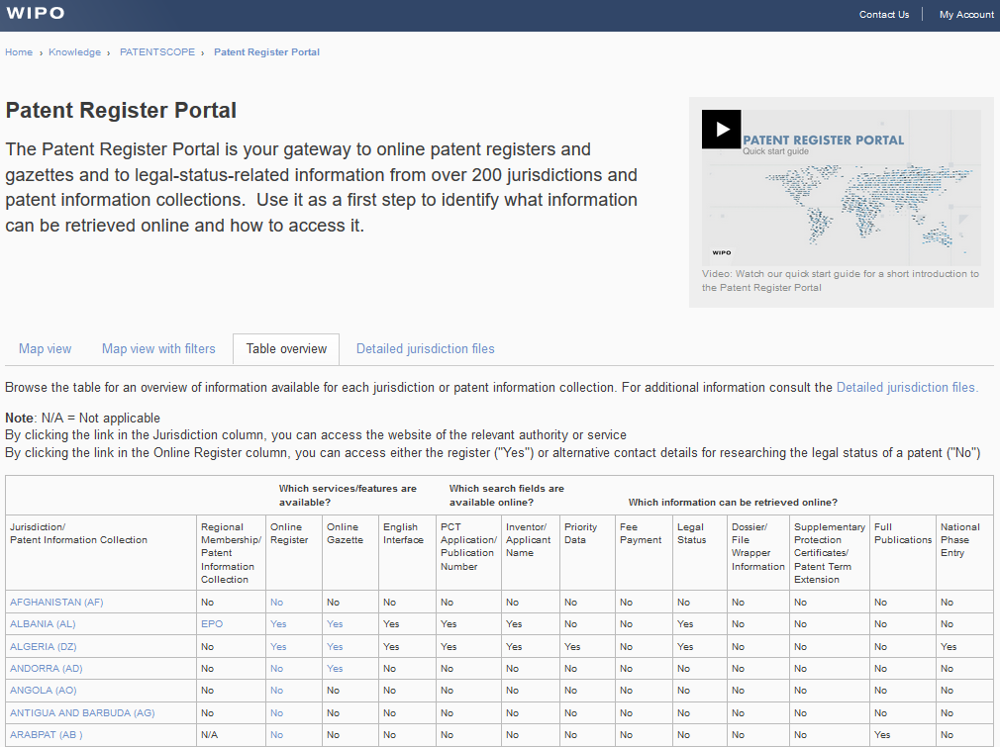 WIPO
Contact Us
My Account
Home › Knowledge › PATENTSCOPE › Patent Register Portal
Patent Register Portal
The Patent Register Portal is your gateway to online patent registers and
gazettes and to legal-status-related information from over 200 jurisdictions and
patent information collections.  Use it as a first step to identify what information
can be retrieved online and how to access it.
PATENT REGISTER PORTAL
Quick start guide
WIPO
Video: Watch our quick start guide for a short introduction to
the Patent Register Portal
Map view
Map view with filters
Table overview
Detailed jurisdiction files
Browse the table for an overview of information available for each jurisdiction or patent information collection. For additional information consult the Detailed jurisdiction files.
Note: N/A = Not applicable
By clicking the link in the Jurisdiction column, you can access the website of the relevant authority or service
By clicking the link in the Online Register column, you can access either the register ("Yes") or alternative contact details for researching the legal status of a patent ("No")
Which services/features are
available?
Which search fields are
available online?
Which information can be retrieved online?
Jurisdiction/
Patent Information Collection
Regional
Membership/
Patent
Information
Collection
Online
Register
Online
Gazette
English
Interface
PCT
Application/
Publication
Number
Inventor/
Applicant
Name
Priority
Data
Fee
Payment
Legal
Status
Dossier/
File
Wrapper
Information
Supplementary
Protection
Certificates/
Patent Term
Extension
Full
Publications
National
Phase
Entry
AFGHANISTAN (AF) No No No No No No No No No No No No No
ALBANIA (AL) EPO Yes Yes Yes Yes Yes No No Yes No No No No
ALGERIA (DZ) No Yes Yes Yes Yes Yes Yes No Yes No No No Yes
ANDORRA (AD) No No Yes No No No No No No No No No No
ANGOLA (AO) No No No No No No No No No No No No No
ANTIGUA AND BARBUDA (AG) No No No No No No No No No No No No No
ARABPAT (AB ) N/A No No No No No No No No No No Yes No